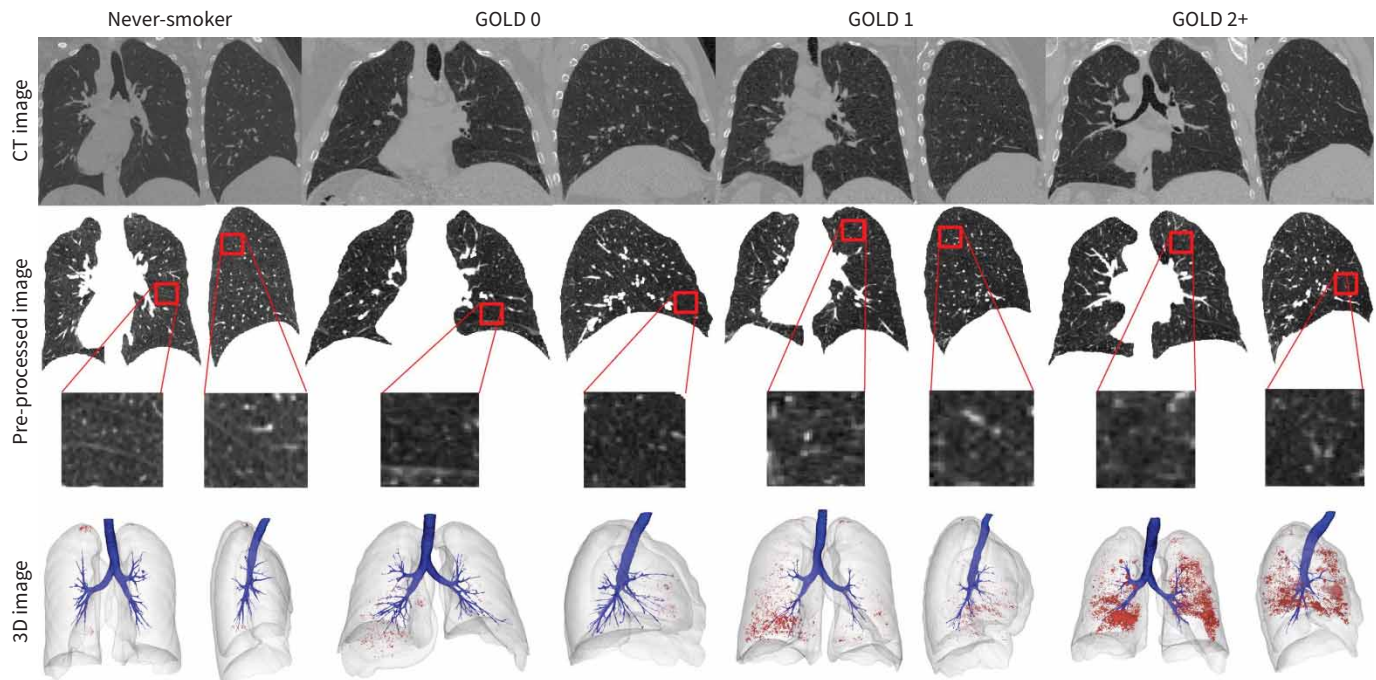 Never-smoker
GOLD 0
GOLD 1
GOLD 2+
CT image
Pre-processed image
3D image